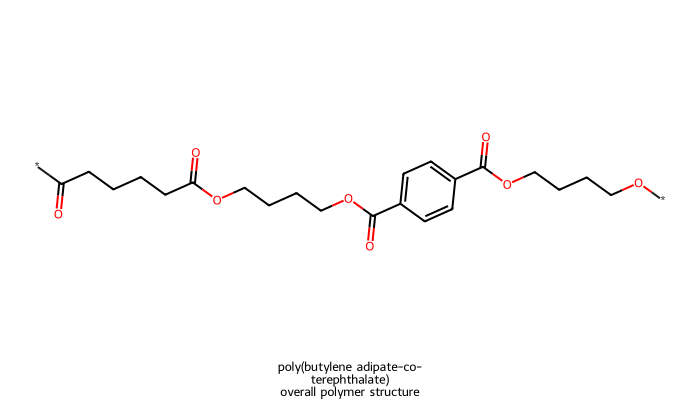 O
O
*
O
O
O
*
O
O
O
poly(butylene adipate-co-
terephthalate)
overall polymer structure